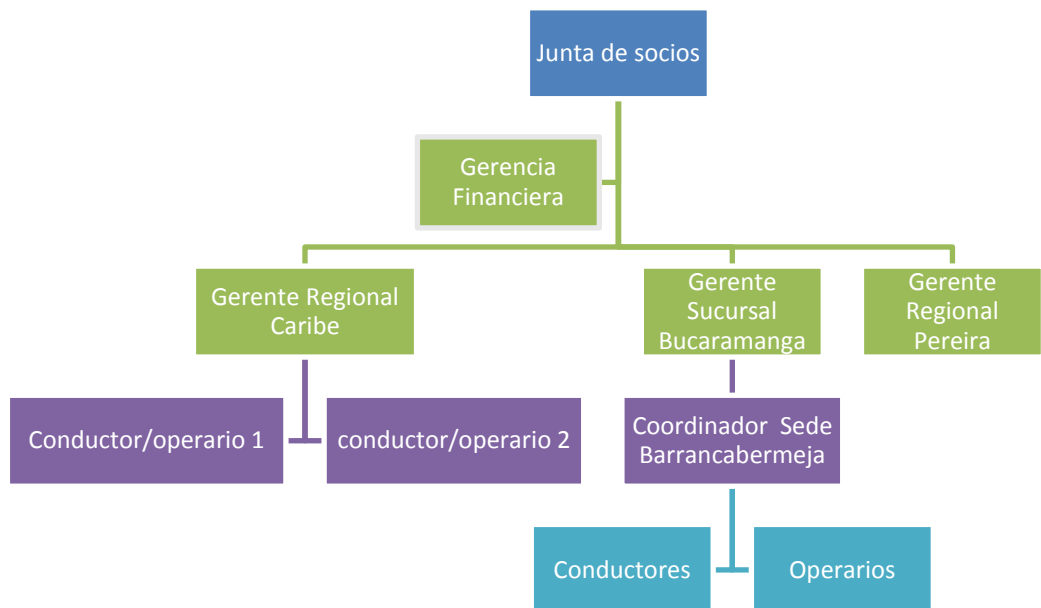 Junta de socios
Gerencia
Financiera
Gerente Regional
Caribe
Gerente
Sucursal
Bucaramanga
Gerente
Regional
Pereira
Conductor/operario 1
conductor/operario 2
Coordinador Sede
Barrancabermeja
Conductores
Operarios